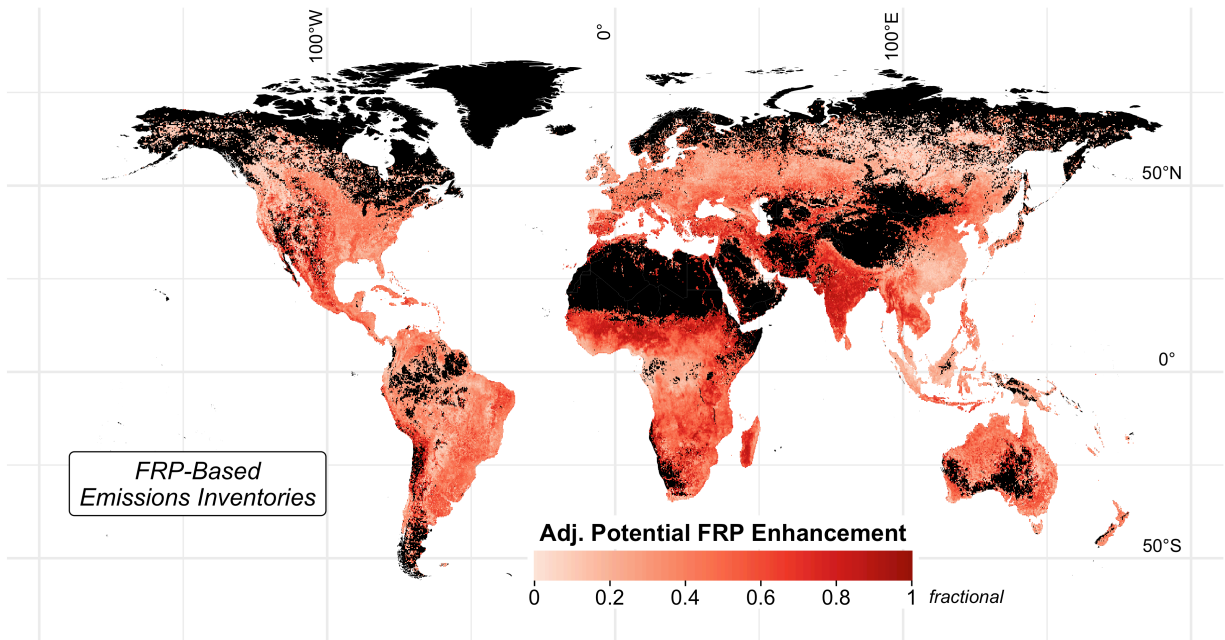 100°W
0°
100°E
50°N
0°
50°S
FRP-Based
Emissions Inventories
Adj. Potential FRP Enhancement
0 0.2 0.4 0.6 0.8 1 fractional